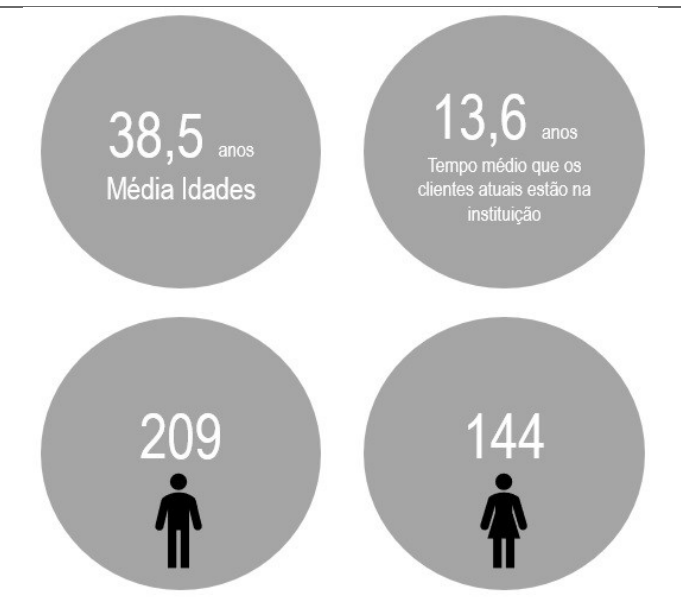 38,5 anos
Média Idades
13,6 anos
Tempo médio que os
clientes atuais estão na
instituição
209
144